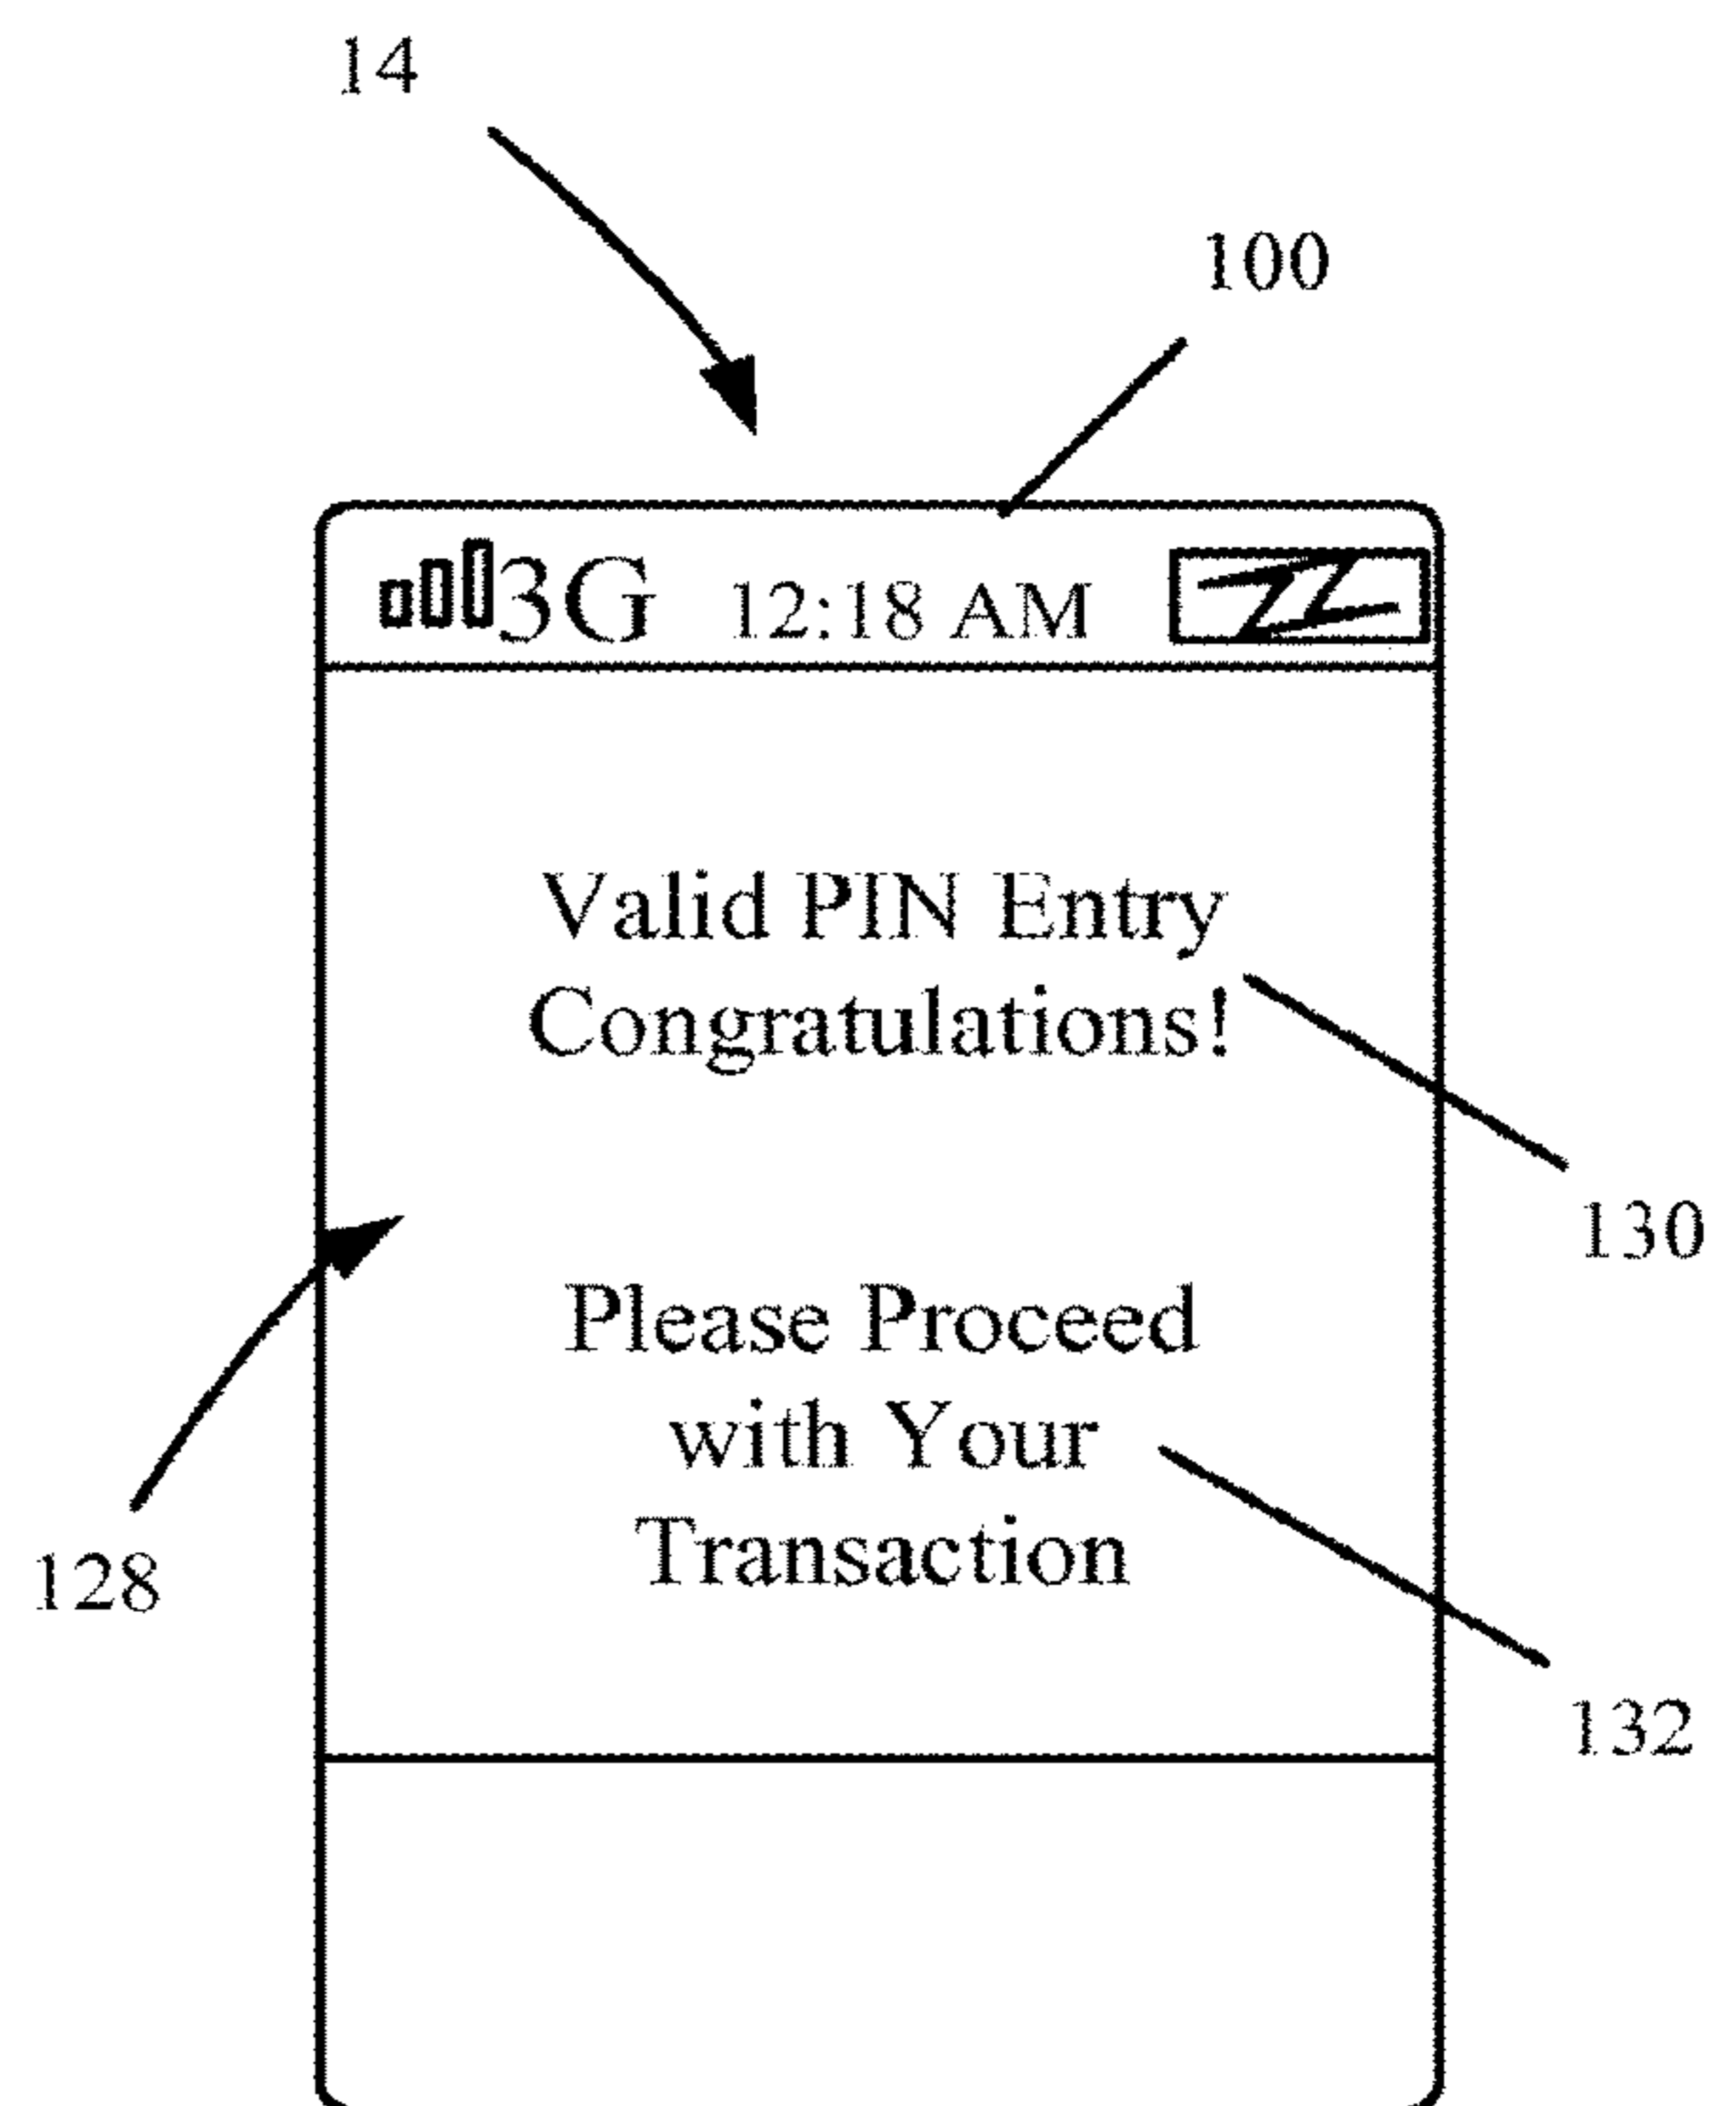 14
100
3G 12:18 AM
Valid PIN Entry
Congratulations!
130
Please Proceed
with Your
128
Transaction
132